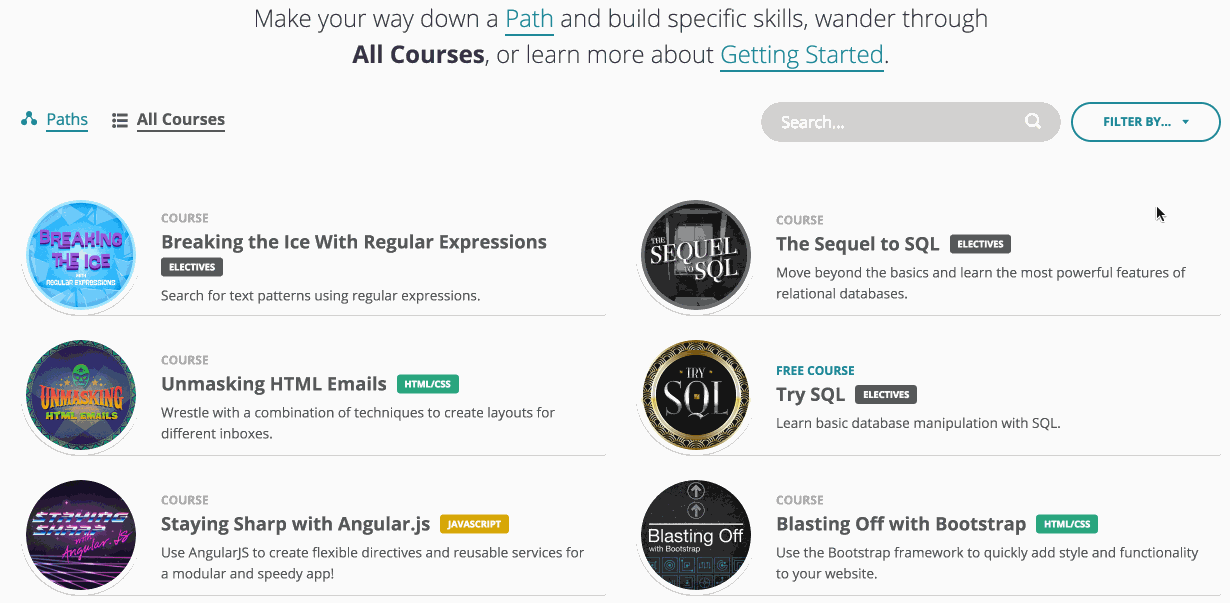 Make your way down a Path and build specific skills, wander through
All Courses, or learn more about Getting Started.
Paths
All Courses
Search...
FILTER BY...
BREAKING
THE ICE
WITH
REGULAR EXPRESSIONS
COURSE
Breaking the Ice With Regular Expressions
ELECTIVES
Search for text patterns using regular expressions.
THE
SEQUEL
TO
SQL
COURSE
The Sequel to SQL ELECTIVES
Move beyond the basics and learn the most powerful features of
relational databases.
UNMASKING
HTML EMAILS
COURSE
Unmasking HTML Emails HTML/CSS
Wrestle with a combination of techniques to create layouts for
different inboxes.
TRY
SQL
FREE COURSE
Try SQL ELECTIVES
Learn basic database manipulation with SQL.
STAYING
SHARP
with
Angular.JS
COURSE
Staying Sharp with Angular.js JAVASCRIPT
Use AngularJS to create flexible directives and reusable services for
a modular and speedy app!
Blasting Off
with Bootstrap
COURSE
Blasting Off with Bootstrap HTML/CSS
Use the Bootstrap framework to quickly add style and functionality
to your website.